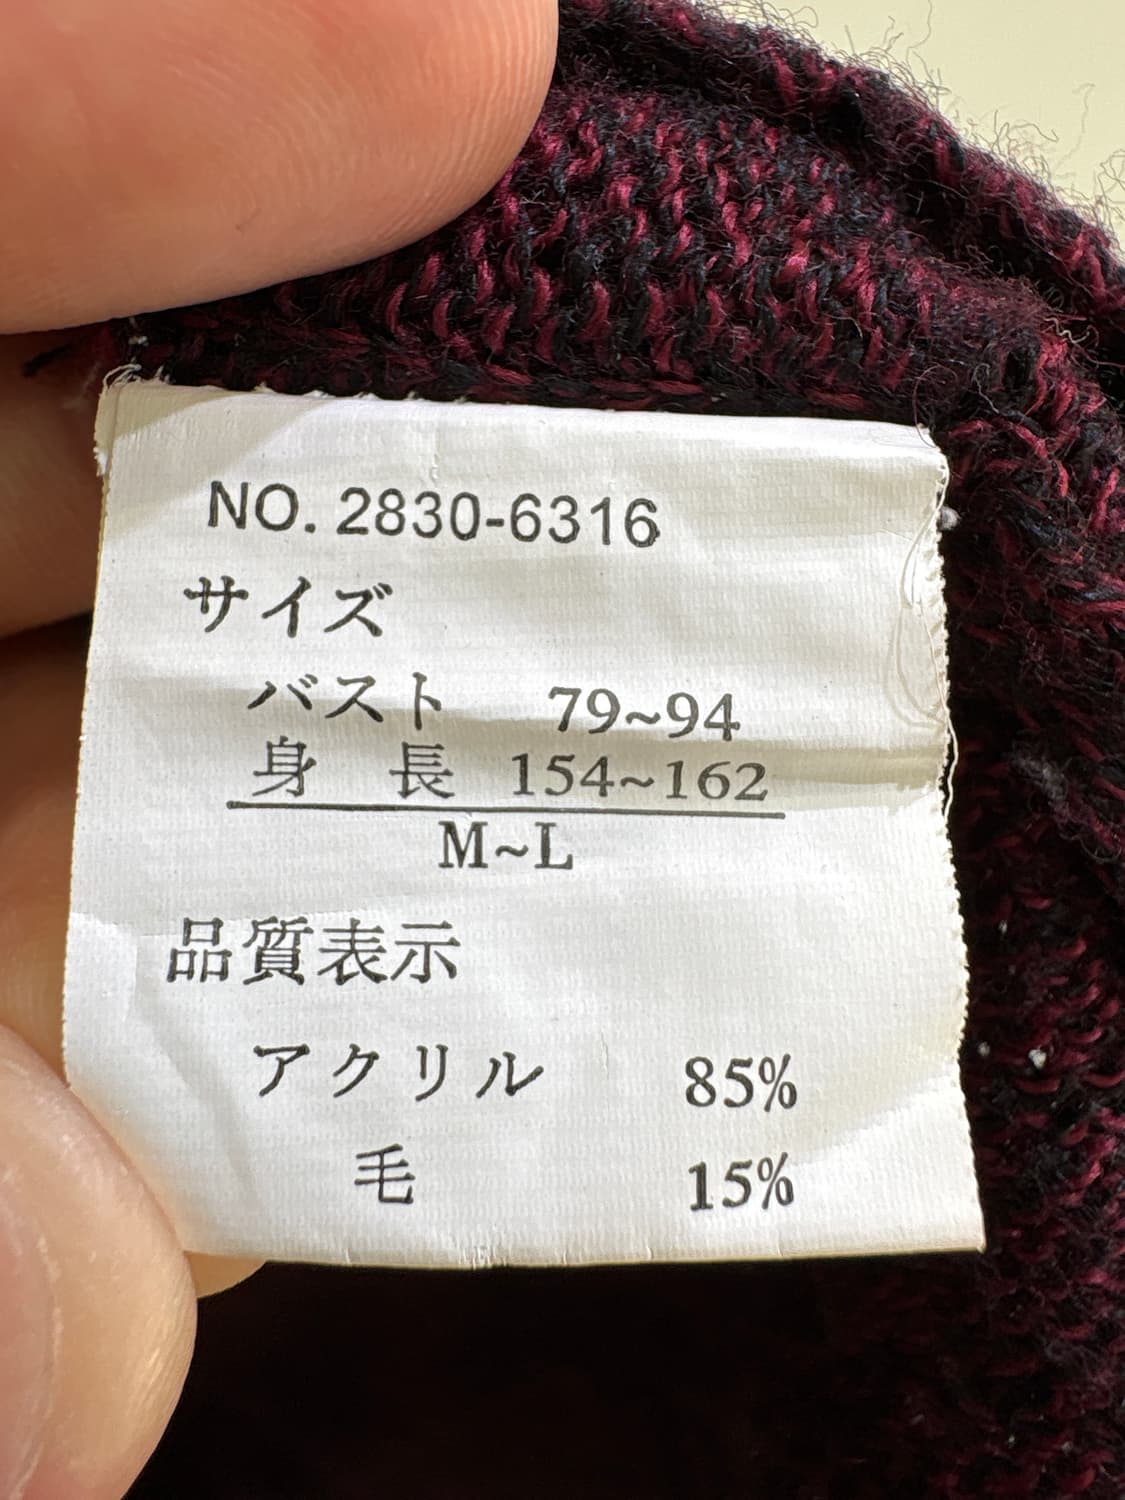 NO. 2830-6316
サイズ
バスト 79~94
身 長 154~162
M~L
品質表示
アクリル 85%
毛 15%